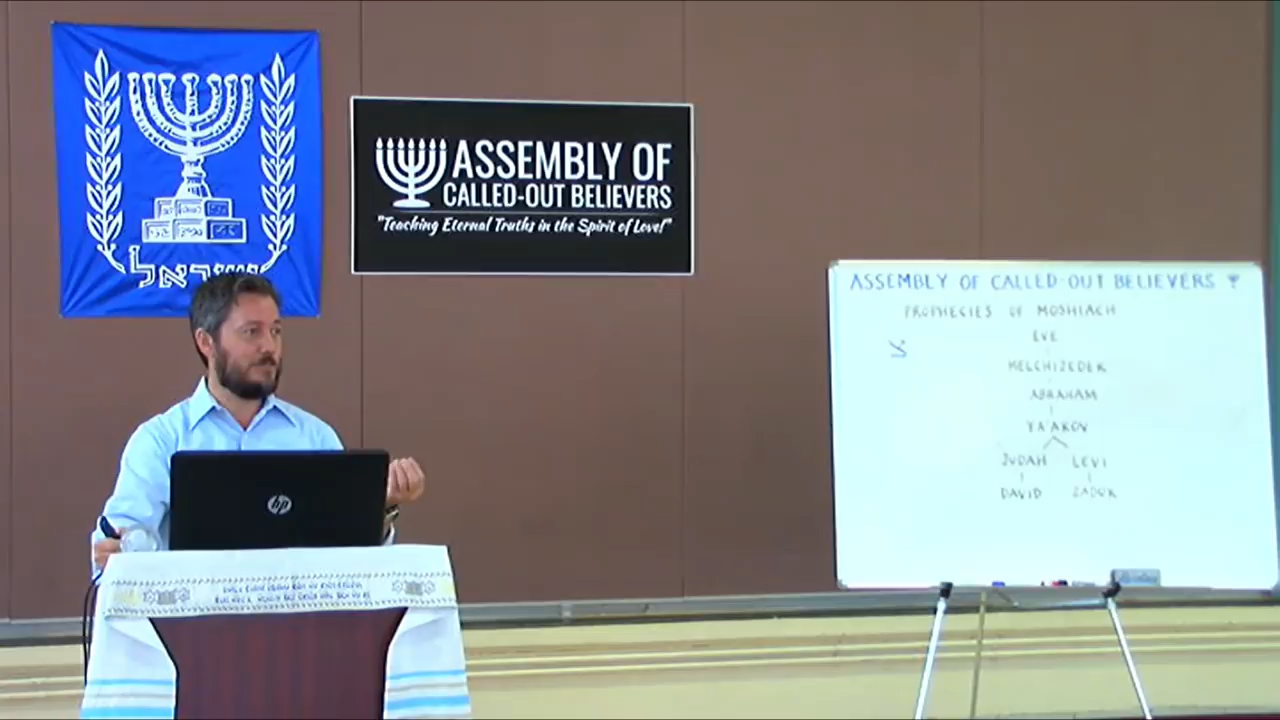 ישראל
ASSEMBLY OF
CALLED-OUT BELIEVERS
"Teaching Eternal Truths in the Spirit of Love!"
hp
ASSEMBLY OF CALLED-OUT BELIEVERS
PROPHECIES OF MOSHIACH
EVE
MELCHIZEDEK
ABRAHAM
YA'AKOV
JUDAH LEVI
DAVID ZADOK